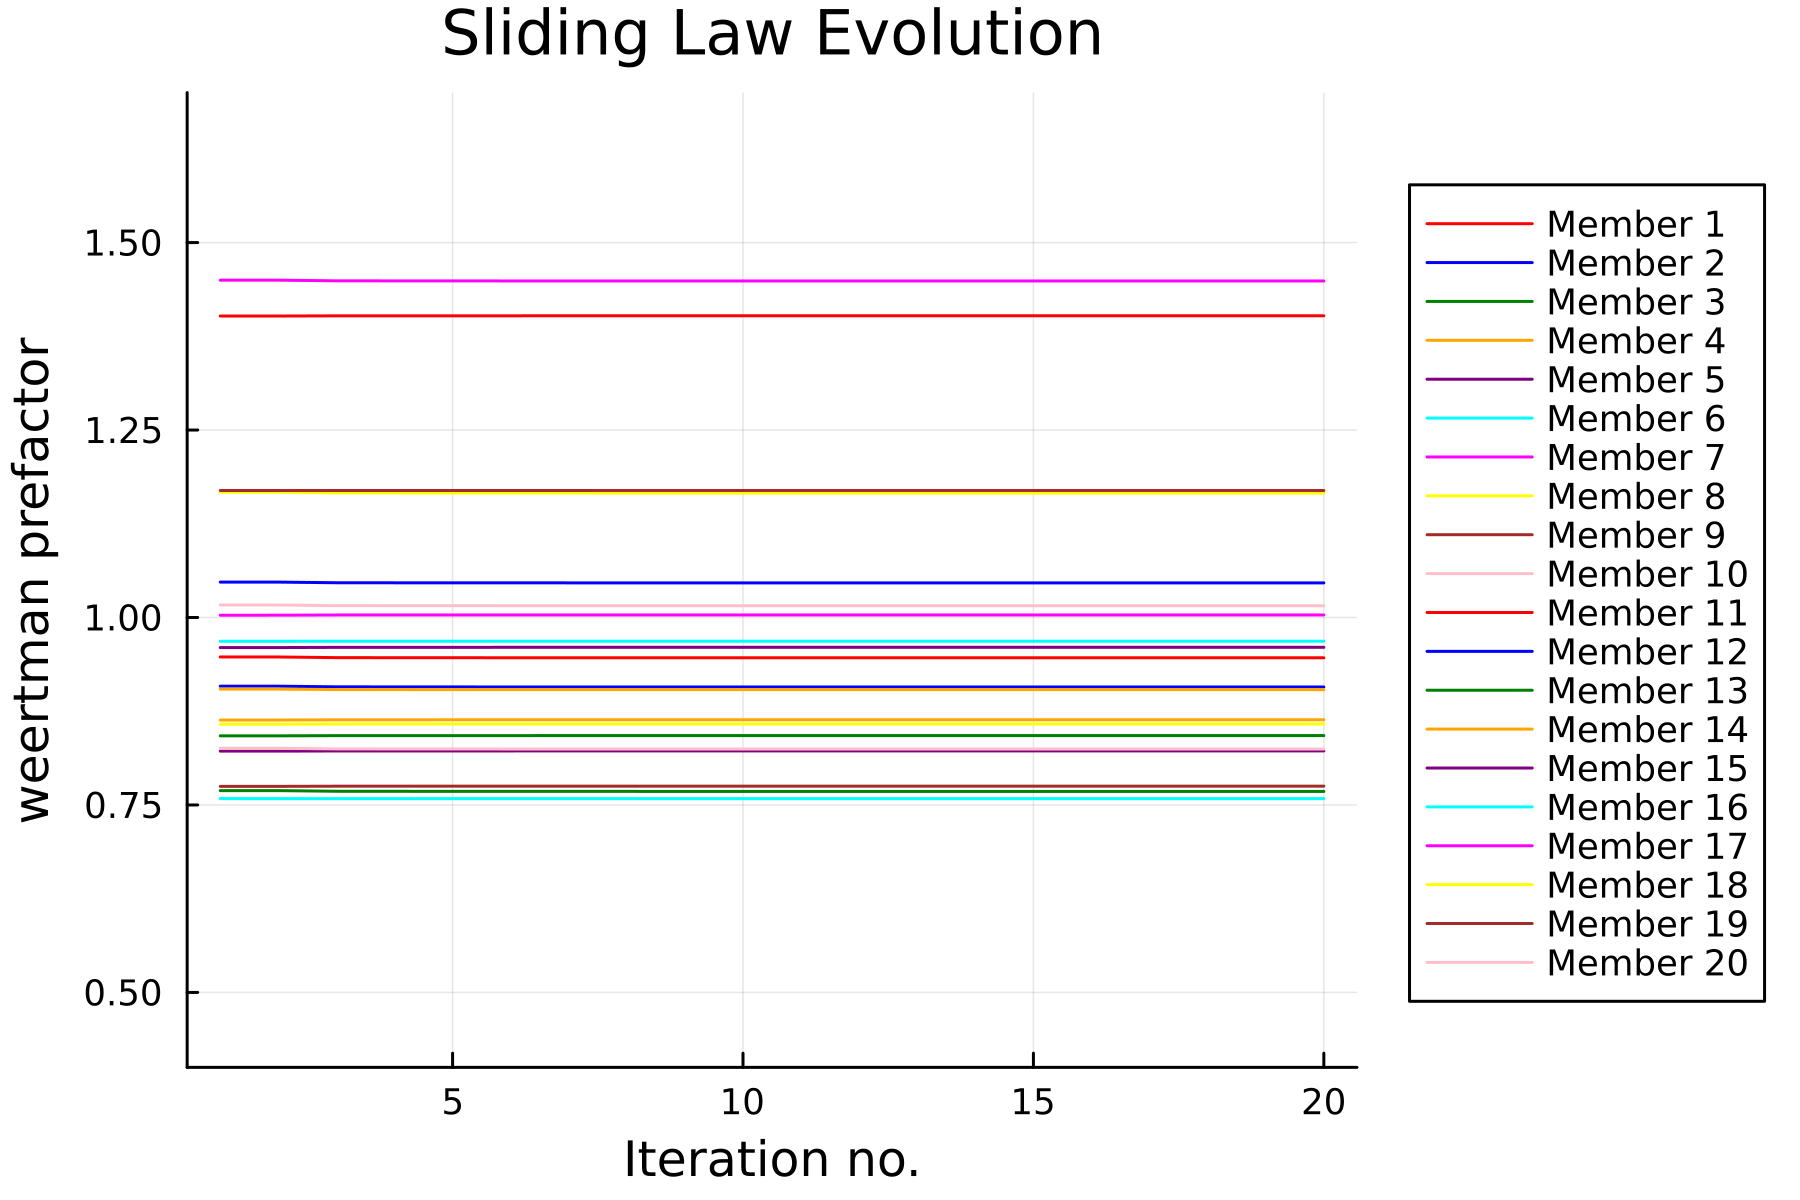 Sliding Law Evolution
weertman prefactor
1.50
1.25
1.00
0.75
0.50
5
10
15
20
Iteration no.
Member 1
Member 2
Member 3
Member 4
Member 5
Member 6
Member 7
Member 8
Member 9
Member 10
Member 11
Member 12
Member 13
Member 14
Member 15
Member 16
Member 17
Member 18
Member 19
Member 20